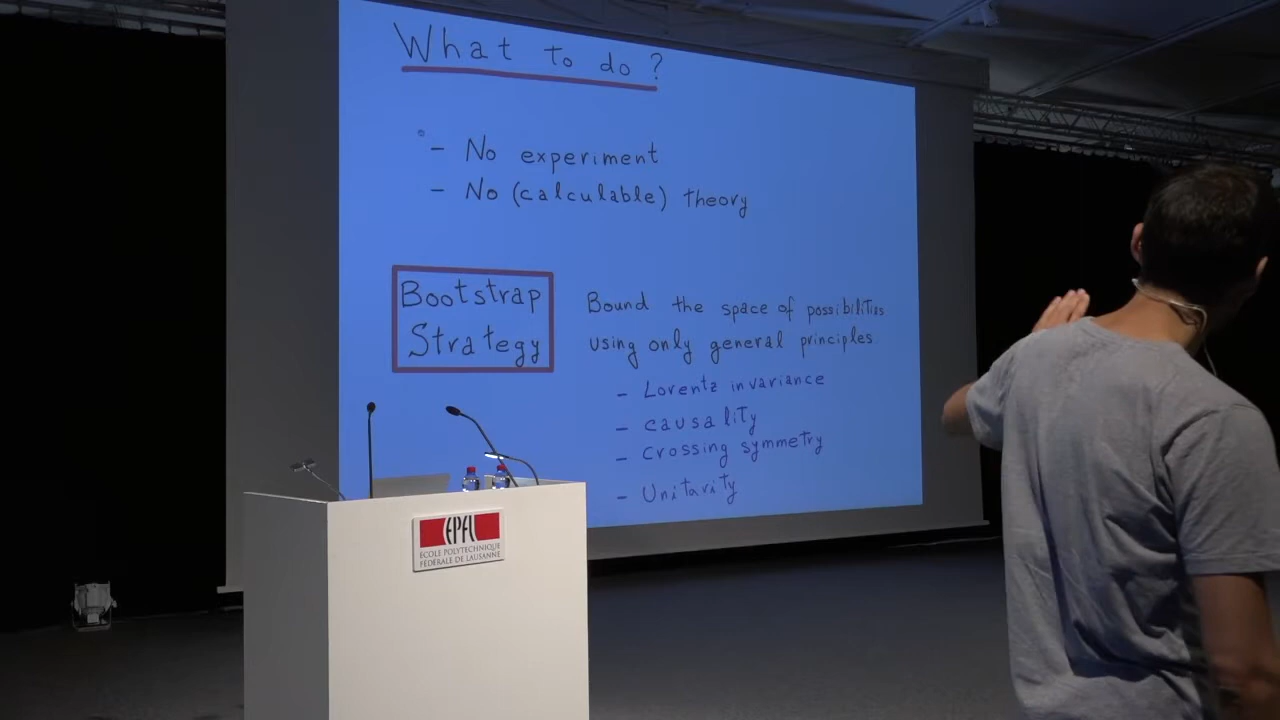 What to do ?
- No experiment
- No (calculable) theory
Bootstrap
Strategy
Bound the space of possibilities
using only general principles.
- Lorentz invariance
- causality
- crossing symmetry
- Unitarity
EPFL
ÉCOLE POLYTECHNIQUE
FÉDÉRALE DE LAUSANNE